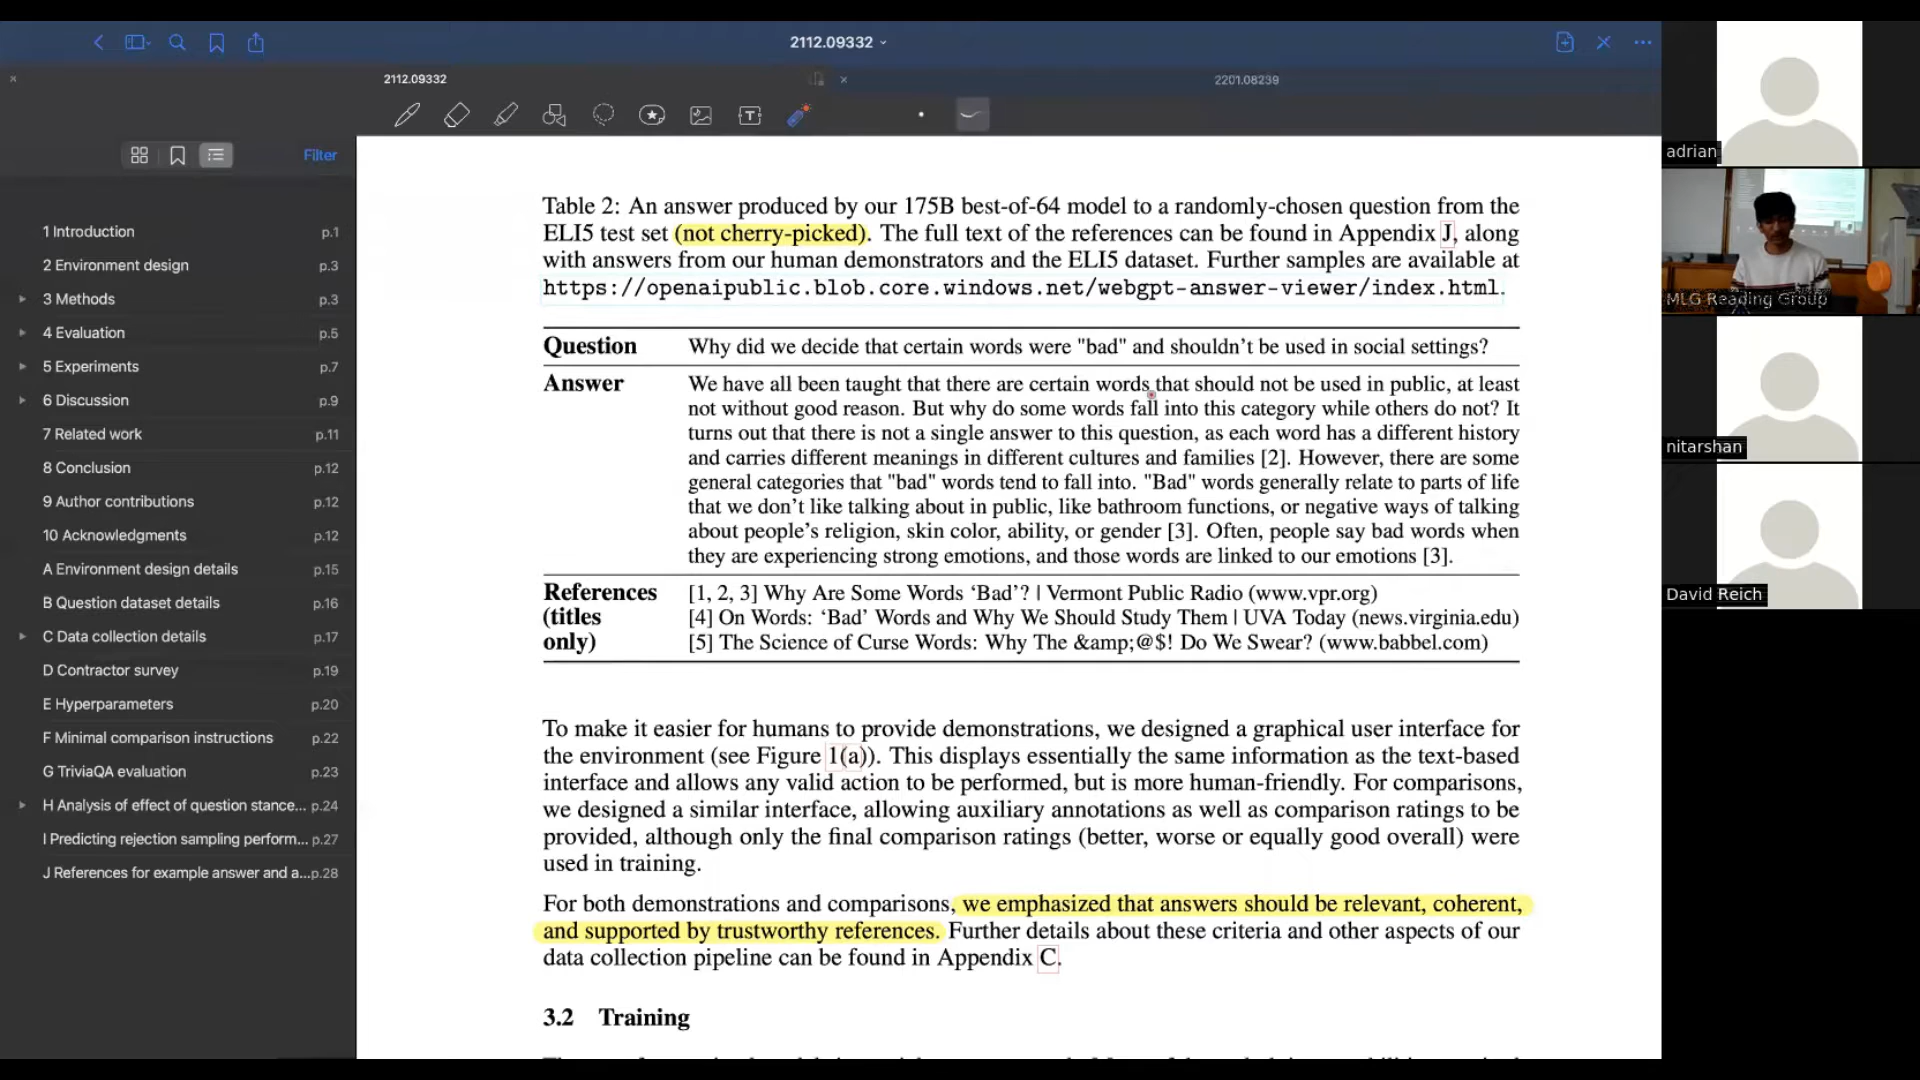 2112.09332
2112.09332
2201.08239
Filter
1 Introduction p.1
2 Environment design p.3
3 Methods p.3
4 Evaluation p.5
5 Experiments p.7
6 Discussion p.9
7 Related work p.11
8 Conclusion p.12
9 Author contributions p.12
10 Acknowledgments p.12
A Environment design details p.15
B Question dataset details p.16
C Data collection details p.17
D Contractor survey p.19
E Hyperparameters p.20
F Minimal comparison instructions p.22
G TriviaQA evaluation p.23
H Analysis of effect of question stance... p.24
I Predicting rejection sampling perform... p.27
J References for example answer and a... p.28
Table 2: An answer produced by our 175B best-of-64 model to a randomly-chosen question from the
ELI5 test set (not cherry-picked). The full text of the references can be found in Appendix J, along
with answers from our human demonstrators and the ELI5 dataset. Further samples are available at
https://openaipublic.blob.core.windows.net/webgpt-answer-viewer/index.html.
Question Why did we decide that certain words were "bad" and shouldn't be used in social settings?
Answer We have all been taught that there are certain words that should not be used in public, at least
not without good reason. But why do some words fall into this category while others do not? It
turns out that there is not a single answer to this question, as each word has a different history
and carries different meanings in different cultures and families [2]. However, there are some
general categories that "bad" words tend to fall into. "Bad" words generally relate to parts of life
that we don't like talking about in public, like bathroom functions, or negative ways of talking
about people's religion, skin color, ability, or gender [3]. Often, people say bad words when
they are experiencing strong emotions, and those words are linked to our emotions [3].
References [1, 2, 3] Why Are Some Words 'Bad'? | Vermont Public Radio (www.vpr.org)
(titles [4] On Words: 'Bad' Words and Why We Should Study Them | UVA Today (news.virginia.edu)
only) [5] The Science of Curse Words: Why The &amp;@$! Do We Swear? (www.babbel.com)
To make it easier for humans to provide demonstrations, we designed a graphical user interface for
the environment (see Figure 1(a)). This displays essentially the same information as the text-based
interface and allows any valid action to be performed, but is more human-friendly. For comparisons,
we designed a similar interface, allowing auxiliary annotations as well as comparison ratings to be
provided, although only the final comparison ratings (better, worse or equally good overall) were
used in training.
For both demonstrations and comparisons, we emphasized that answers should be relevant, coherent,
and supported by trustworthy references. Further details about these criteria and other aspects of our
data collection pipeline can be found in Appendix C.
3.2 Training
adrian
MLG Reading Group
nitarshan
David Reich